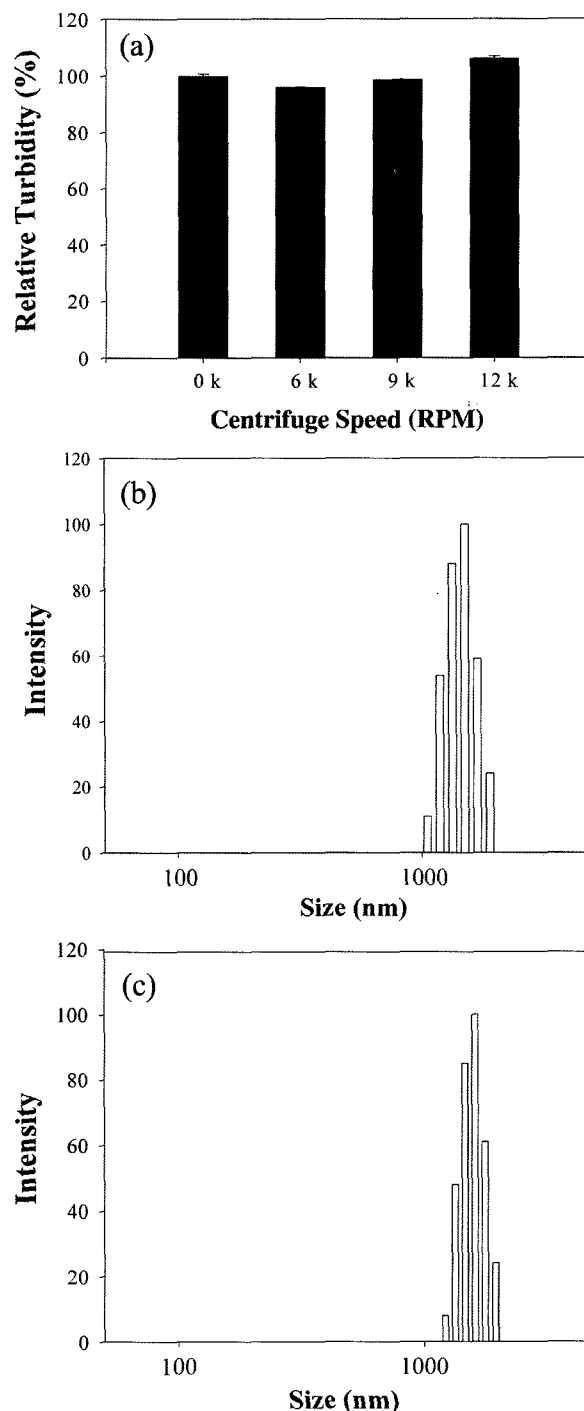 (a)
120
100
80
60
40
20
0
Relative Turbidity (%)
0 k 6 k 9 k 12 k
Centrifuge Speed (RPM)
(b)
120
100
80
60
40
20
0
Intensity
100 1000
Size (nm)
(c)
120
100
80
60
40
20
0
Intensity
100 1000
Size (nm)